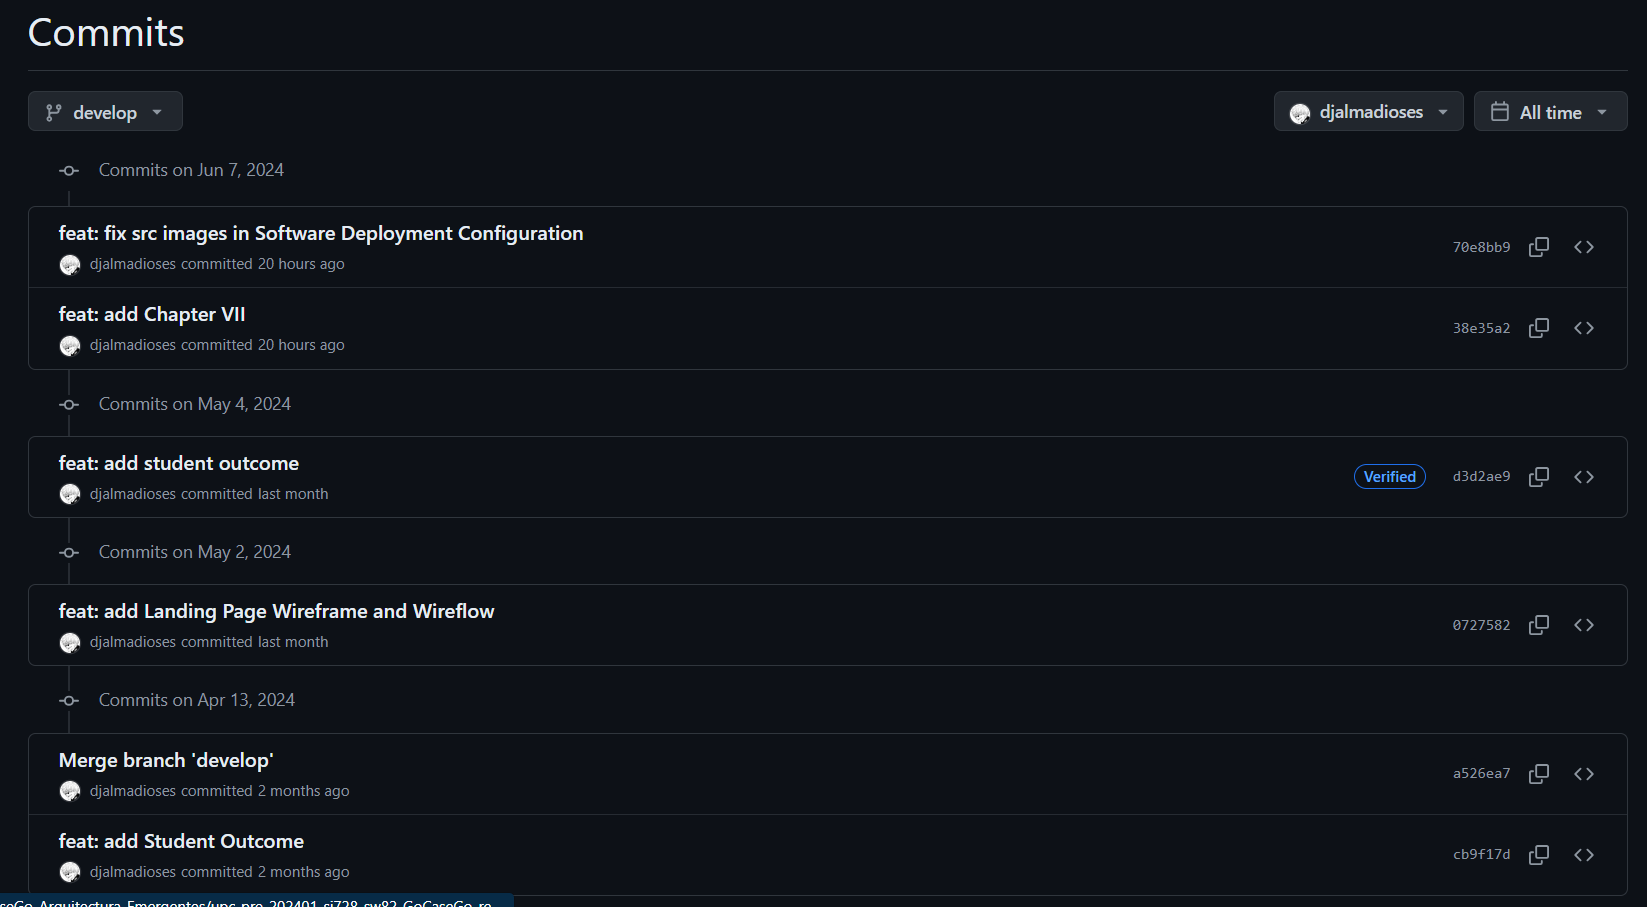 Commits
develop
djalmadioses
All time
Commits on Jun 7, 2024
feat: fix src images in Software Deployment Configuration
70e8bb9
djalmadioses committed 20 hours ago
feat: add Chapter VII
38e35a2
djalmadioses committed 20 hours ago
Commits on May 4, 2024
feat: add student outcome
Verified d3d2ae9
djalmadioses committed last month
Commits on May 2, 2024
feat: add Landing Page Wireframe and Wireflow
0727582
djalmadioses committed last month
Commits on Apr 13, 2024
Merge branch 'develop'
a526ea7
djalmadioses committed 2 months ago
feat: add Student Outcome
cb9f17d
djalmadioses committed 2 months ago
seGo-Arquitectura-Emergentes/upc-pre-202401-si728-sw82-GoCaseGo-re...